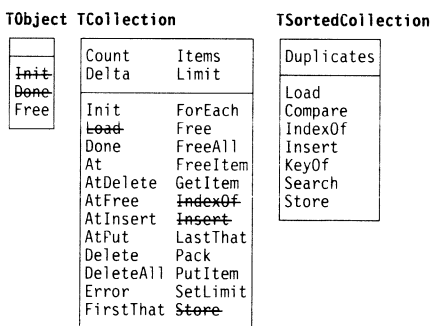 TObject TCollection TSortedCollection
Init
Done
Free
Count Items
Delta Limit
Init ForEach
Load Free
Done FreeAll
At FreeItem
AtDelete GetItem
AtFree IndexOf
AtInsert Insert
AtPut LastThat
Delete Pack
DeleteAll PutItem
Error SetLimit
FirstThat Store
Duplicates
Load
Compare
IndexOf
Insert
KeyOf
Search
Store